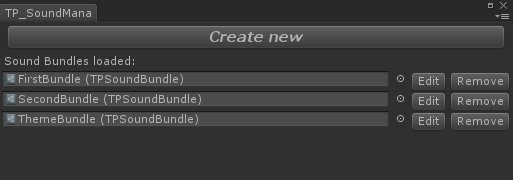 TP_SoundMana
Create new
Sound Bundles loaded:
FirstBundle (TPSoundBundle) Edit Remove
SecondBundle (TPSoundBundle) Edit Remove
ThemeBundle (TPSoundBundle) Edit Remove